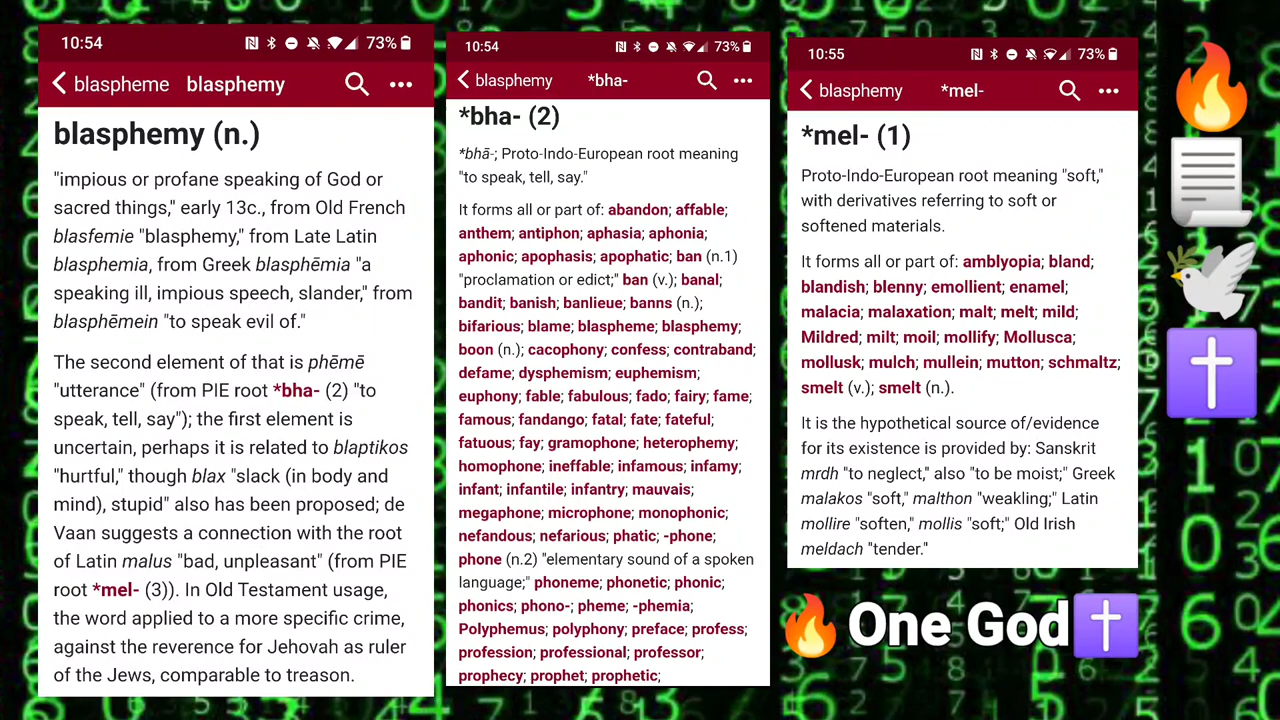 10:54
73%
blaspheme blasphemy
blasphemy (n.)
"impious or profane speaking of God or
sacred things," early 13c., from Old French
blasfemie "blasphemy," from Late Latin
blasphemia, from Greek blasphēmia "a
speaking ill, impious speech, slander," from
blasphēmein "to speak evil of."
The second element of that is phēmē
"utterance" (from PIE root *bha- (2) "to
speak, tell, say"); the first element is
uncertain, perhaps it is related to blaptikos
"hurtful," though blax "slack (in body and
mind), stupid" also has been proposed; de
Vaan suggests a connection with the root
of Latin malus "bad, unpleasant" (from PIE
root *mel- (3)). In Old Testament usage,
the word applied to a more specific crime,
against the reverence for Jehovah as ruler
of the Jews, comparable to treason.
10:54
73%
blasphemy *bha-
*bha- (2)
*bhā-; Proto-Indo-European root meaning
"to speak, tell, say."
It forms all or part of: abandon; affable;
anthem; antiphon; aphasia; aphonia;
aphonic; apophasis; apophatic; ban (n.1)
"proclamation or edict;" ban (v.); banal;
bandit; banish; banlieue; banns (n.);
bifarious; blame; blaspheme; blasphemy;
boon (n.); cacophony; confess; contraband;
defame; dysphemism; euphemism;
euphony; fable; fabulous; fado; fairy; fame;
famous; fandango; fatal; fate; fateful;
fatuous; fay; gramophone; heterophemy;
homophone; ineffable; infamous; infamy;
infant; infantile; infantry; mauvais;
megaphone; microphone; monophonic;
nefandous; nefarious; phatic; -phone;
phone (n.2) "elementary sound of a spoken
language;" phoneme; phonetic; phonic;
phonics; phono-; pheme; -phemia;
Polyphemus; polyphony; preface; profess;
profession; professional; professor;
prophecy; prophet; prophetic;
10:55
73%
blasphemy *mel-
*mel- (1)
Proto-Indo-European root meaning "soft,"
with derivatives referring to soft or
softened materials.
It forms all or part of: amblyopia; bland;
blandish; blenny; emollient; enamel;
malacia; malaxation; malt; melt; mild;
Mildred; milt; moil; mollify; Mollusca;
mollusk; mulch; mullein; mutton; schmaltz;
smelt (v.); smelt (n.).
It is the hypothetical source of/evidence
for its existence is provided by: Sanskrit
mrdh "to neglect," also "to be moist;" Greek
malakos "soft," malthon "weakling;" Latin
mollire "soften," mollis "soft;" Old Irish
meldach "tender."
One God